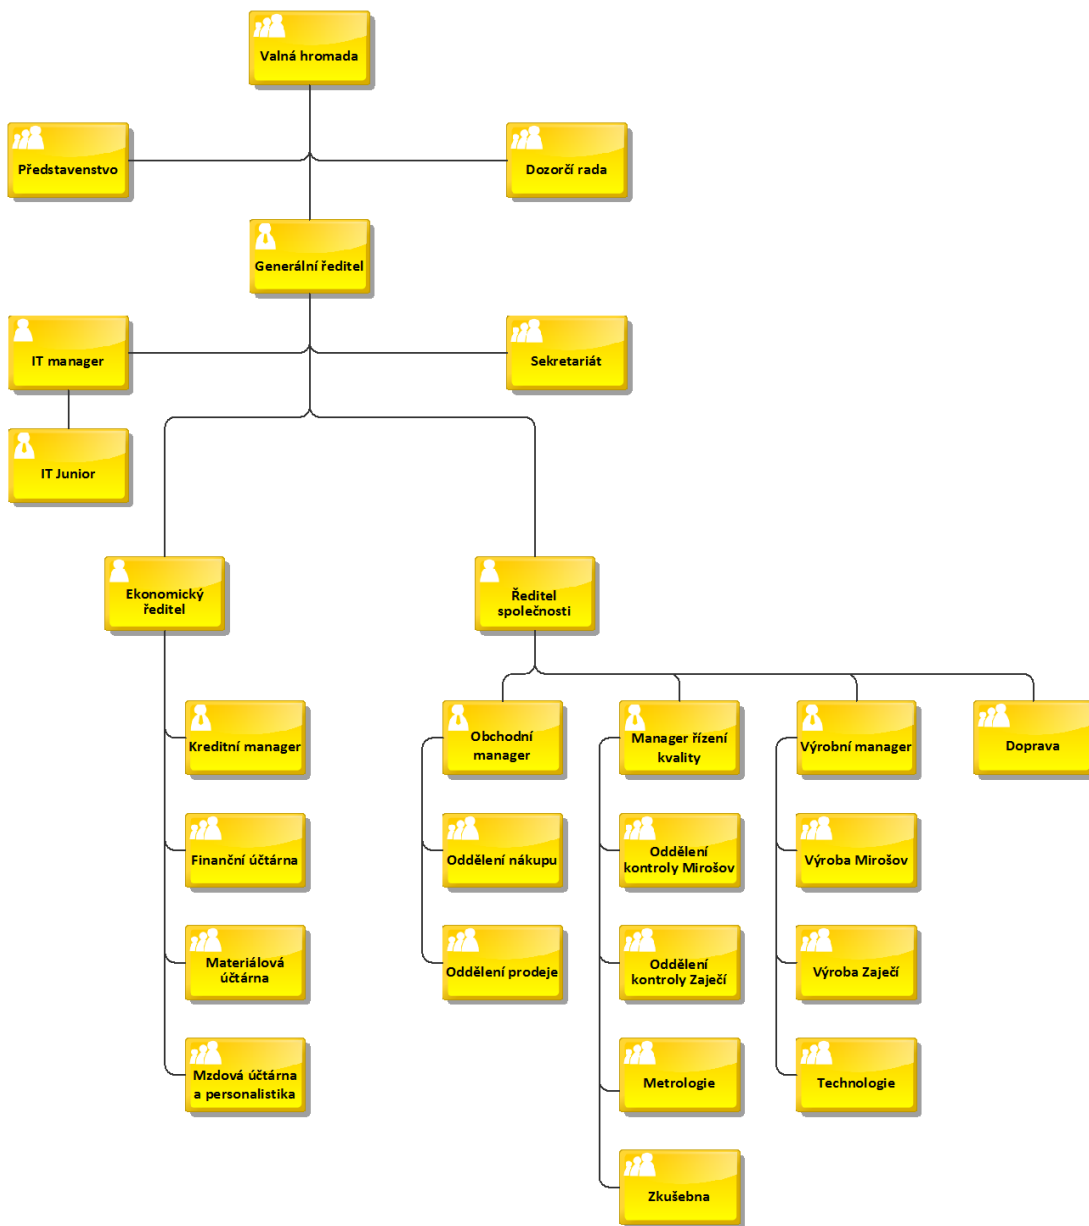 Valná hromada
Představenstvo
Dozorčí rada
Generální ředitel
IT manager
Sekretariát
IT Junior
Ekonomický
ředitel
Ředitel
společnosti
Kreditní manager
Obchodní
manager
Manager řízení
kvality
Výrobní manager
Doprava
Finanční účtárna
Oddělení nákupu
Oddělení
kontroly Mirošov
Výroba Mirošov
Materiálová
účtárna
Oddělení prodeje
Oddělení
kontroly Zaječí
Výroba Zaječí
Mzdová účtárna
a personalistika
Metrologie
Technologie
Zkušebna